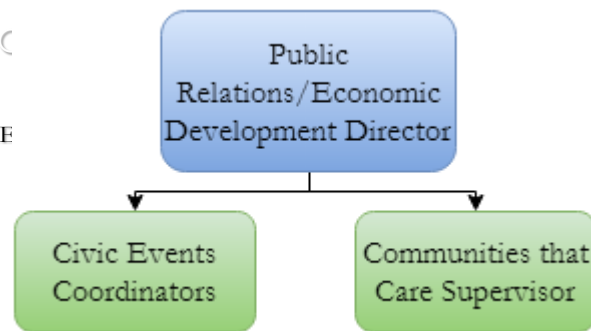 Public
Relations/Economic
Development Director
E
Civic Events
Coordinators
Communities that
Care Supervisor